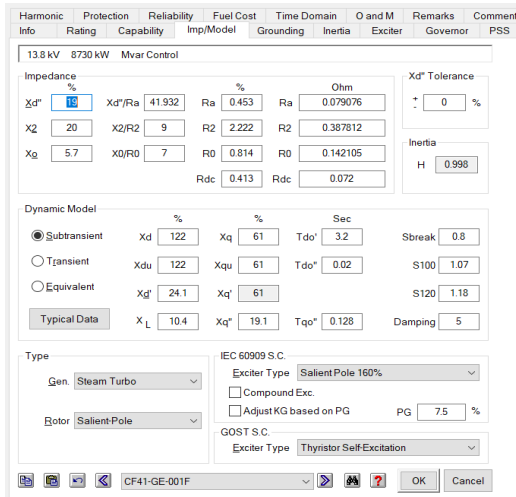 Harmonic Protection Reliability Fuel Cost Time Domain O and M Remarks Comment
Info Rating Capability Imp/Model Grounding Inertia Exciter Governor PSS
13.8 kV 8730 kW Mvar Control
Impedance
% % Ohm
Xd" 19 Xd"/Ra 41.932 Ra 0.453 Ra 0.079076
X2 20 X2/R2 9 R2 2.222 R2 0.387812
Xo 5.7 X0/R0 7 R0 0.814 R0 0.142105
Rdc 0.413 Rdc 0.072
Xd" Tolerance
+ - 0 %
Inertia
H 0.998
Dynamic Model
% % Sec
Subtransient Xd 122 Xq 61 Tdo' 3.2 Sbreak 0.8
Transient Xdu 122 Xqu 61 Tdo" 0.02 S100 1.07
Equivalent Xd' 24.1 Xq' 61 S120 1.18
Typical Data XL 10.4 Xq" 19.1 Tqo" 0.128 Damping 5
Type
Gen. Steam Turbo
Rotor Salient-Pole
IEC 60909 S.C.
Exciter Type Salient Pole 160%
Compound Exc.
Adjust KG based on PG PG 7.5 %
GOST S.C.
Exciter Type Thyristor Self-Excitation
CF41-GE-001F ? OK Cancel